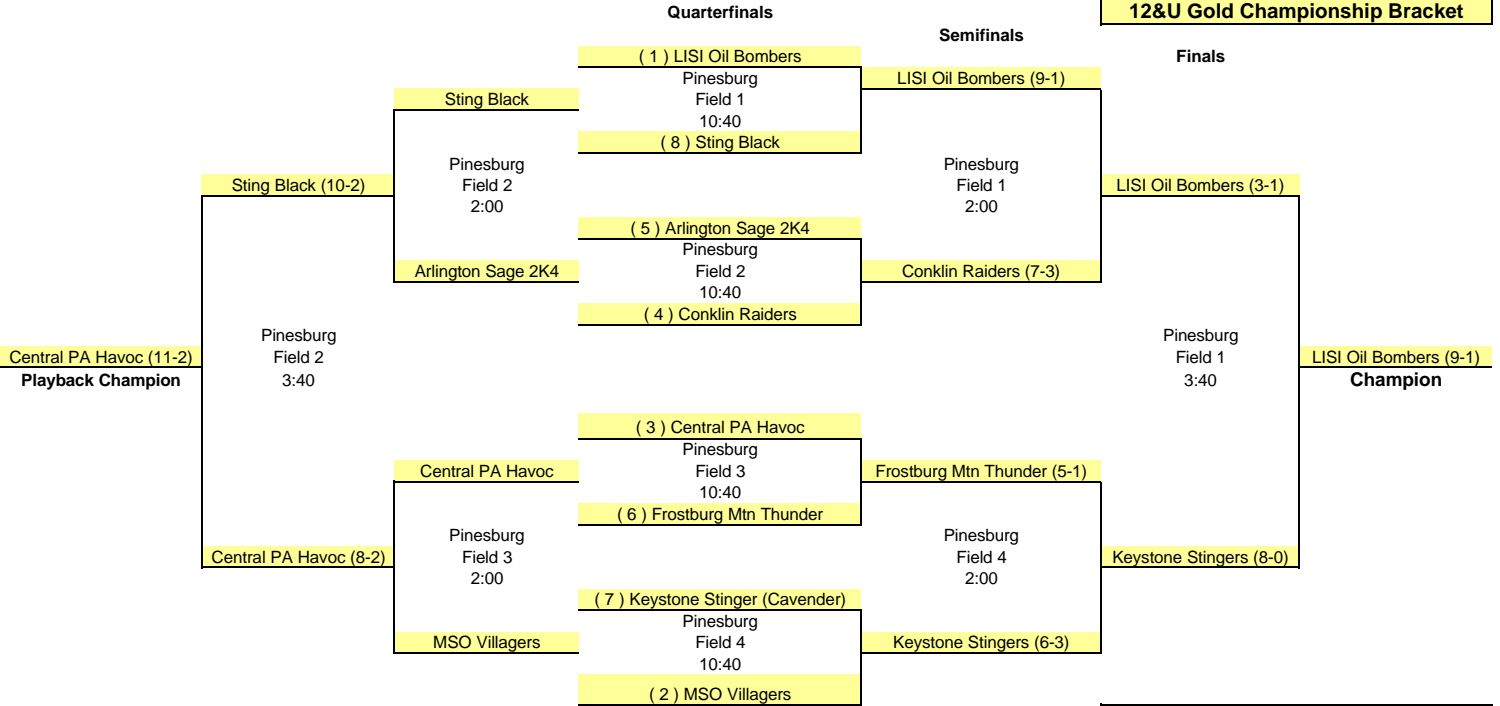 Quarterfinals
12&U Gold Championship Bracket
Semifinals
Finals
( 1 ) LISI Oil Bombers
Pinesburg
Field 1
10:40
( 8 ) Sting Black
LISI Oil Bombers (9-1)
Sting Black
Pinesburg
Field 2
2:00
Pinesburg
Field 1
2:00
Sting Black (10-2)
LISI Oil Bombers (3-1)
( 5 ) Arlington Sage 2K4
Pinesburg
Field 2
10:40
( 4 ) Conklin Raiders
Arlington Sage 2K4
Conklin Raiders (7-3)
Pinesburg
Field 2
3:40
Pinesburg
Field 1
3:40
Central PA Havoc (11-2)
Playback Champion
LISI Oil Bombers (9-1)
Champion
( 3 ) Central PA Havoc
Pinesburg
Field 3
10:40
( 6 ) Frostburg Mtn Thunder
Central PA Havoc
Frostburg Mtn Thunder (5-1)
Pinesburg
Field 3
2:00
Pinesburg
Field 4
2:00
Central PA Havoc (8-2)
Keystone Stingers (8-0)
( 7 ) Keystone Stinger (Cavender)
Pinesburg
Field 4
10:40
( 2 ) MSO Villagers
MSO Villagers
Keystone Stingers (6-3)